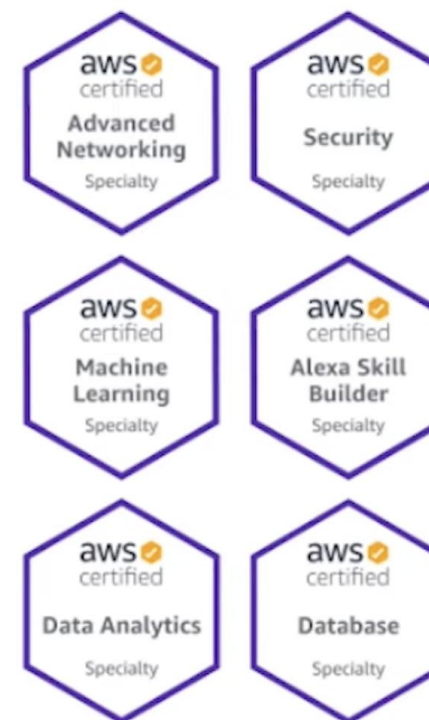 aws
certified
Advanced
Networking
Specialty
aws
certified
Security
Specialty
aws
certified
Machine
Learning
Specialty
aws
certified
Alexa Skill
Builder
Specialty
aws
certified
Data Analytics
Specialty
aws
certified
Database
Specialty